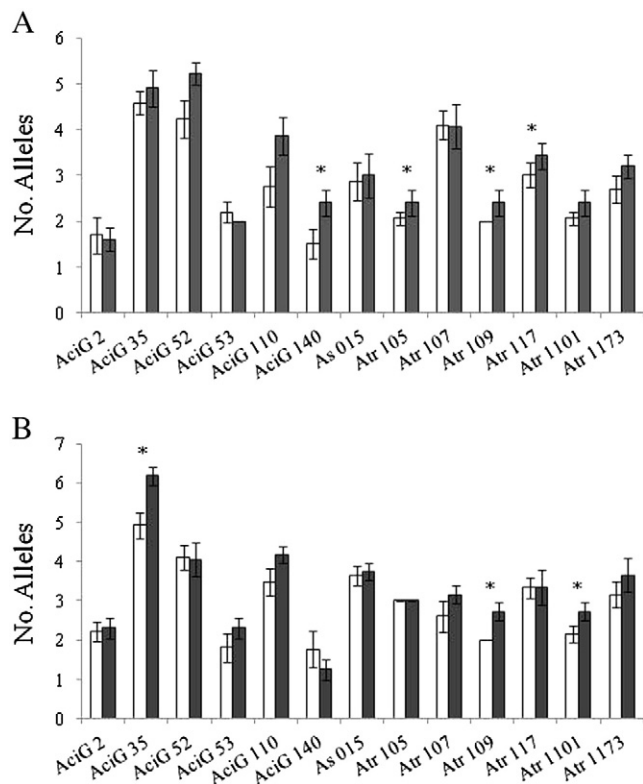 A
No. Alleles
6
5
4
3
2
1
0
* * * *
AciG 2 AciG 35 AciG 52 AciG 53 AciG 110 AciG 140 As 015 Atr 105 Atr 107 Atr 109 Atr 117 Atr 1101 Atr 1173
B
No. Alleles
7
6
5
4
3
2
1
0
* * *
AciG 2 AciG 35 AciG 52 AciG 53 AciG 110 AciG 140 As 015 Atr 105 Atr 107 Atr 109 Atr 117 Atr 1101 Atr 1173